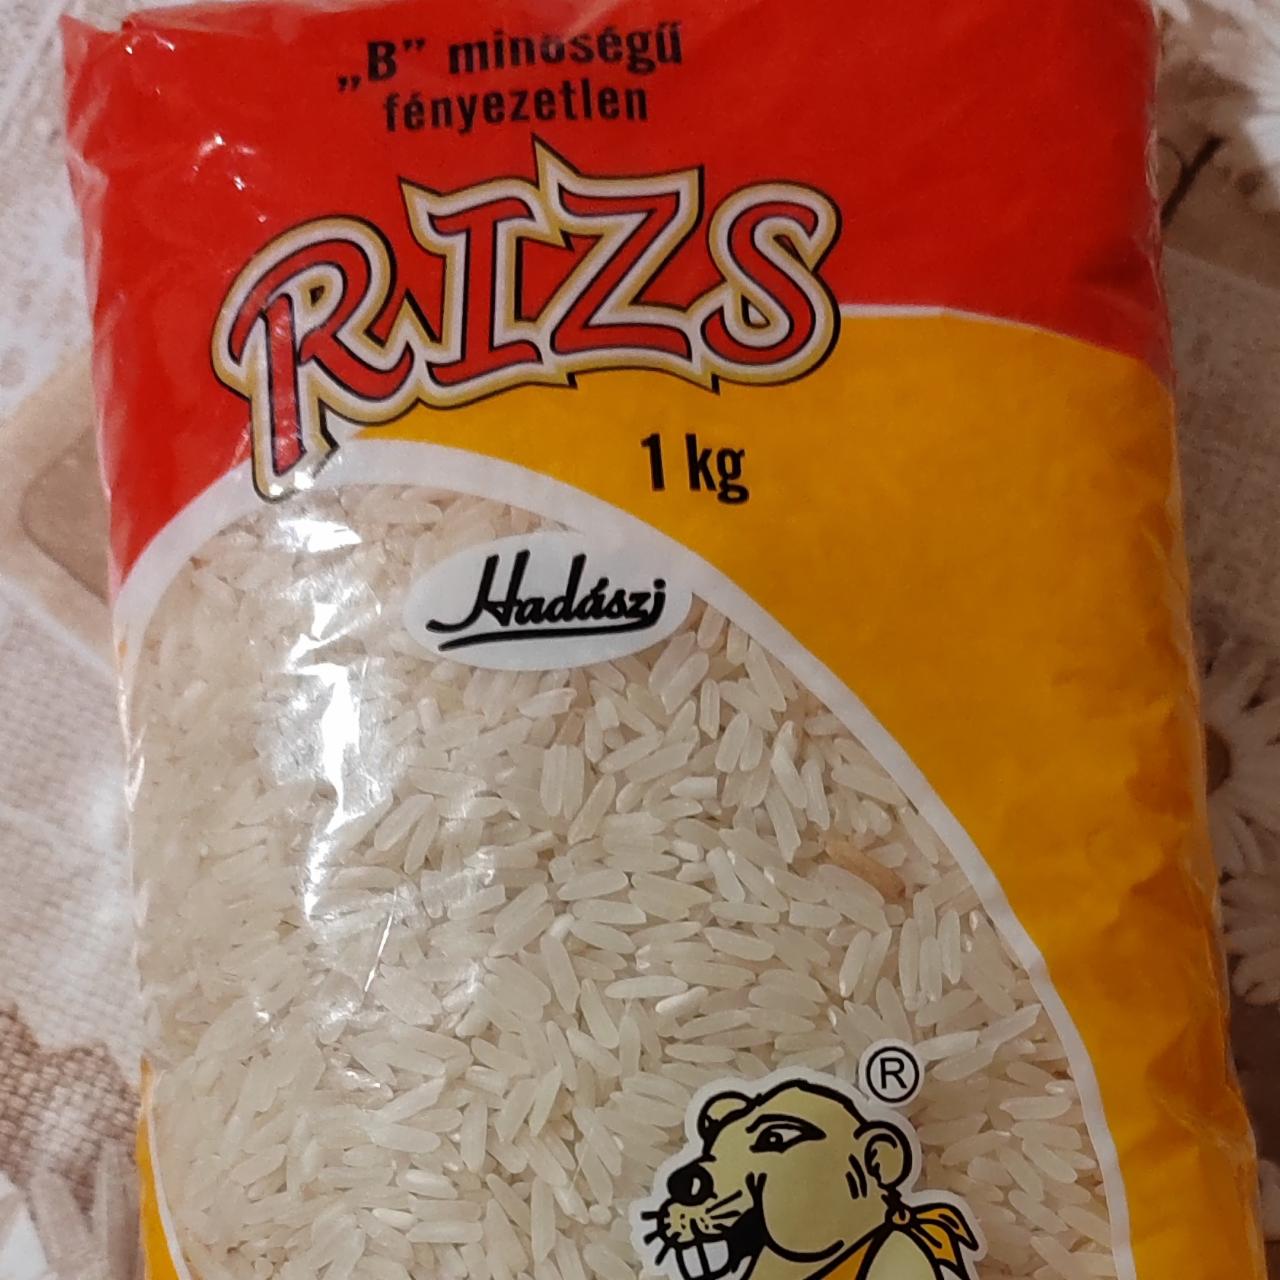 „B” minőségű
fényezetlen
RIZS
1 kg
Hadászi
®